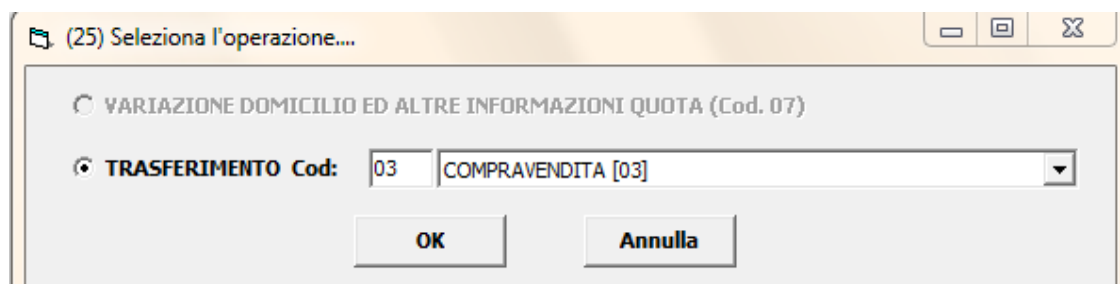 (25) Seleziona l'operazione....
VARIAZIONE DOMICILIO ED ALTRE INFORMAZIONI QUOTA (Cod. 07)
TRASFERIMENTO Cod: 03 COMPRAVENDITA [03]
OK Annulla